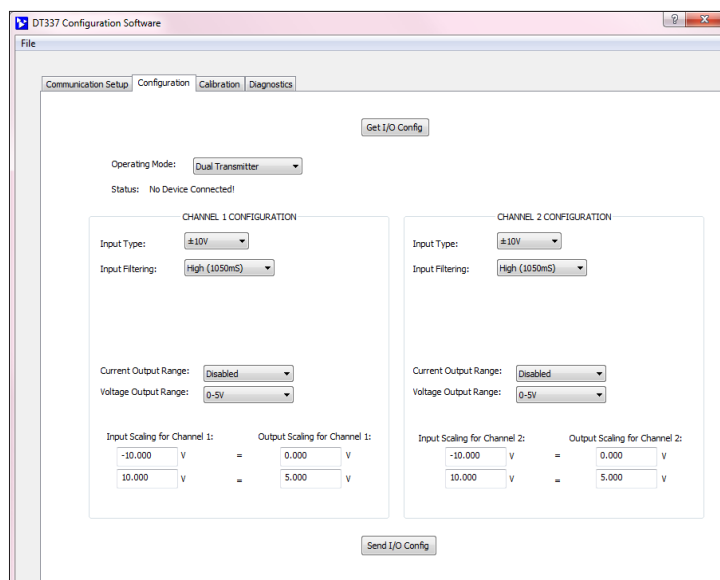 DT337 Configuration Software
File
Communication Setup Configuration Calibration Diagnostics
Get I/O Config
Operating Mode: Dual Transmitter
Status: No Device Connected!
CHANNEL 1 CONFIGURATION
Input Type: ±10V
Input Filtering: High (1050mS)
Current Output Range: Disabled
Voltage Output Range: 0-5V
Input Scaling for Channel 1: Output Scaling for Channel 1:
-10.000 V = 0.000 V
10.000 V = 5.000 V
CHANNEL 2 CONFIGURATION
Input Type: ±10V
Input Filtering: High (1050mS)
Current Output Range: Disabled
Voltage Output Range: 0-5V
Input Scaling for Channel 2: Output Scaling for Channel 2:
-10.000 V = 0.000 V
10.000 V = 5.000 V
Send I/O Config